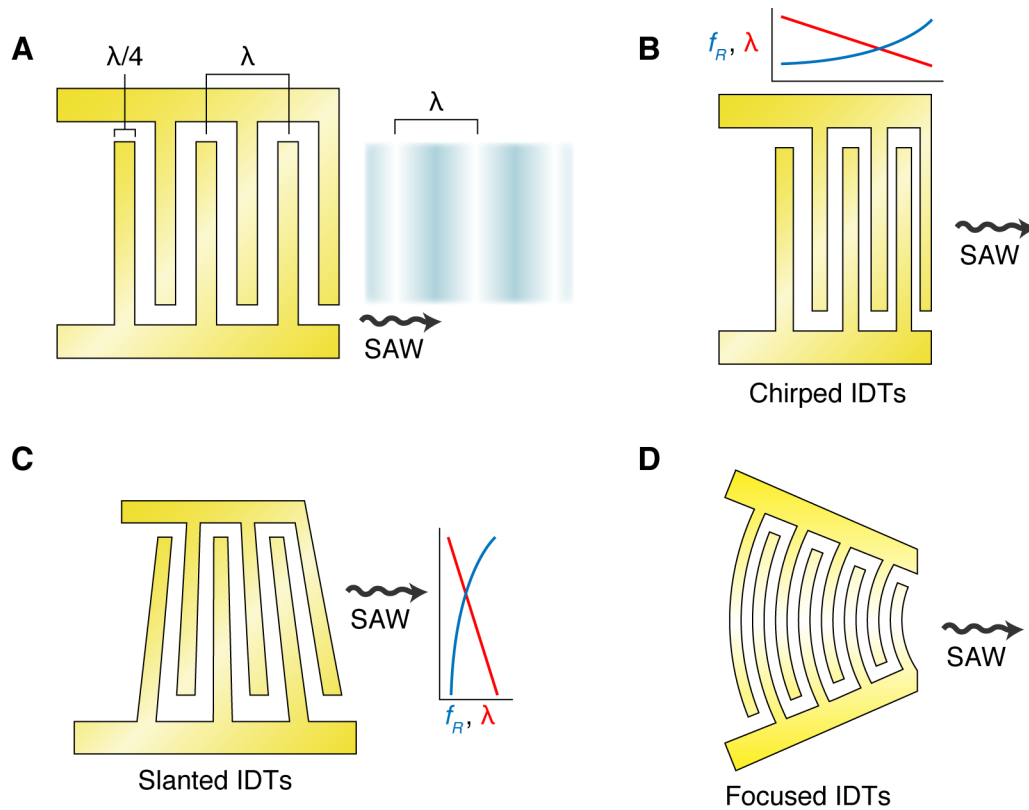 A
λ/4
λ
λ
SAW
B
f_R, λ
SAW
Chirped IDTs
C
SAW
f_R, λ
Slanted IDTs
D
SAW
Focused IDTs